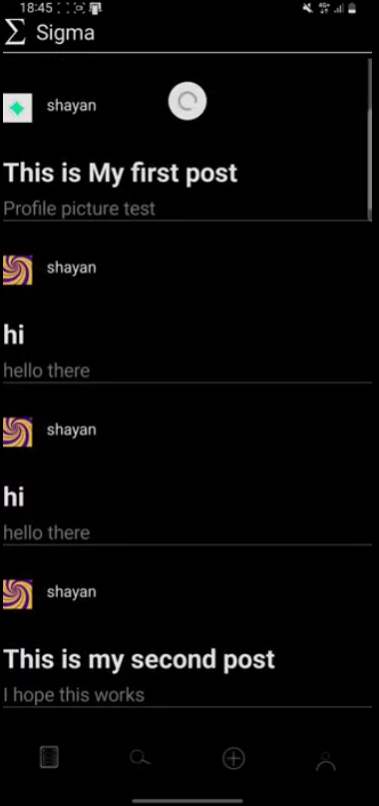 18:45
Σ Sigma
shayan
This is My first post
Profile picture test
shayan
hi
hello there
shayan
hi
hello there
shayan
This is my second post
I hope this works